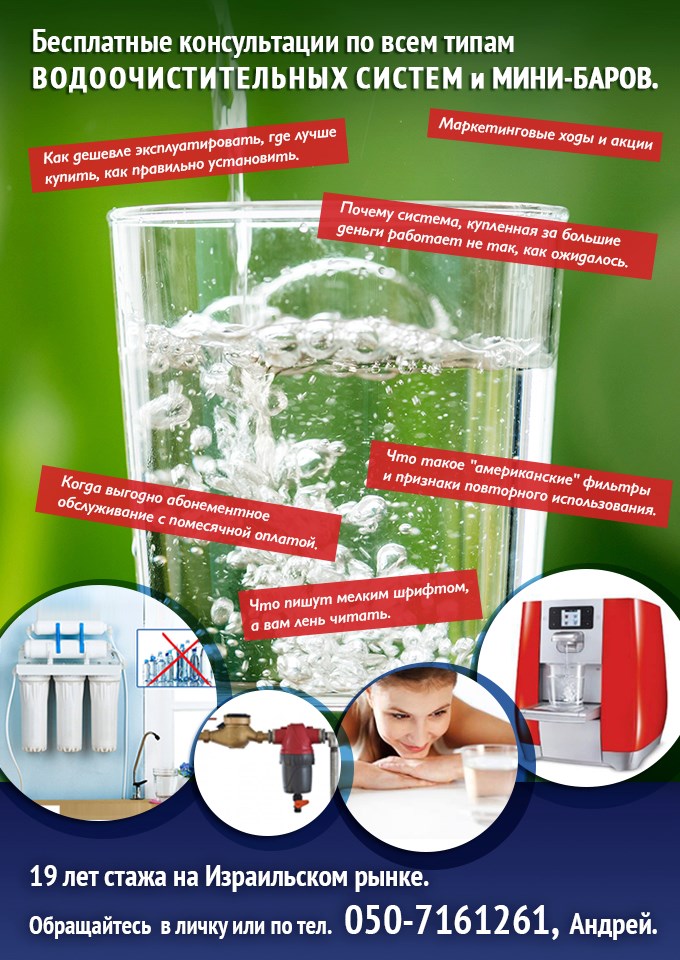 Бесплатные консультации по всем типам
ВОДООЧИСТИТЕЛЬНЫХ СИСТЕМ и МИНИ-БАРОВ.
Как дешевле эксплуатировать, где лучше
купить, как правильно установить.
Маркетинговые ходы и акции
Почему система, купленная за большие
деньги работает не так, как ожидалось.
Что такое "американские" фильтры
и признаки повторного использования.
Когда выгодно абонементное
обслуживание с помесячной оплатой.
Что пишут мелким шрифтом,
а вам лень читать.
19 лет стажа на Израильском рынке.
Обращайтесь в личку или по тел. 050-7161261, Андрей.